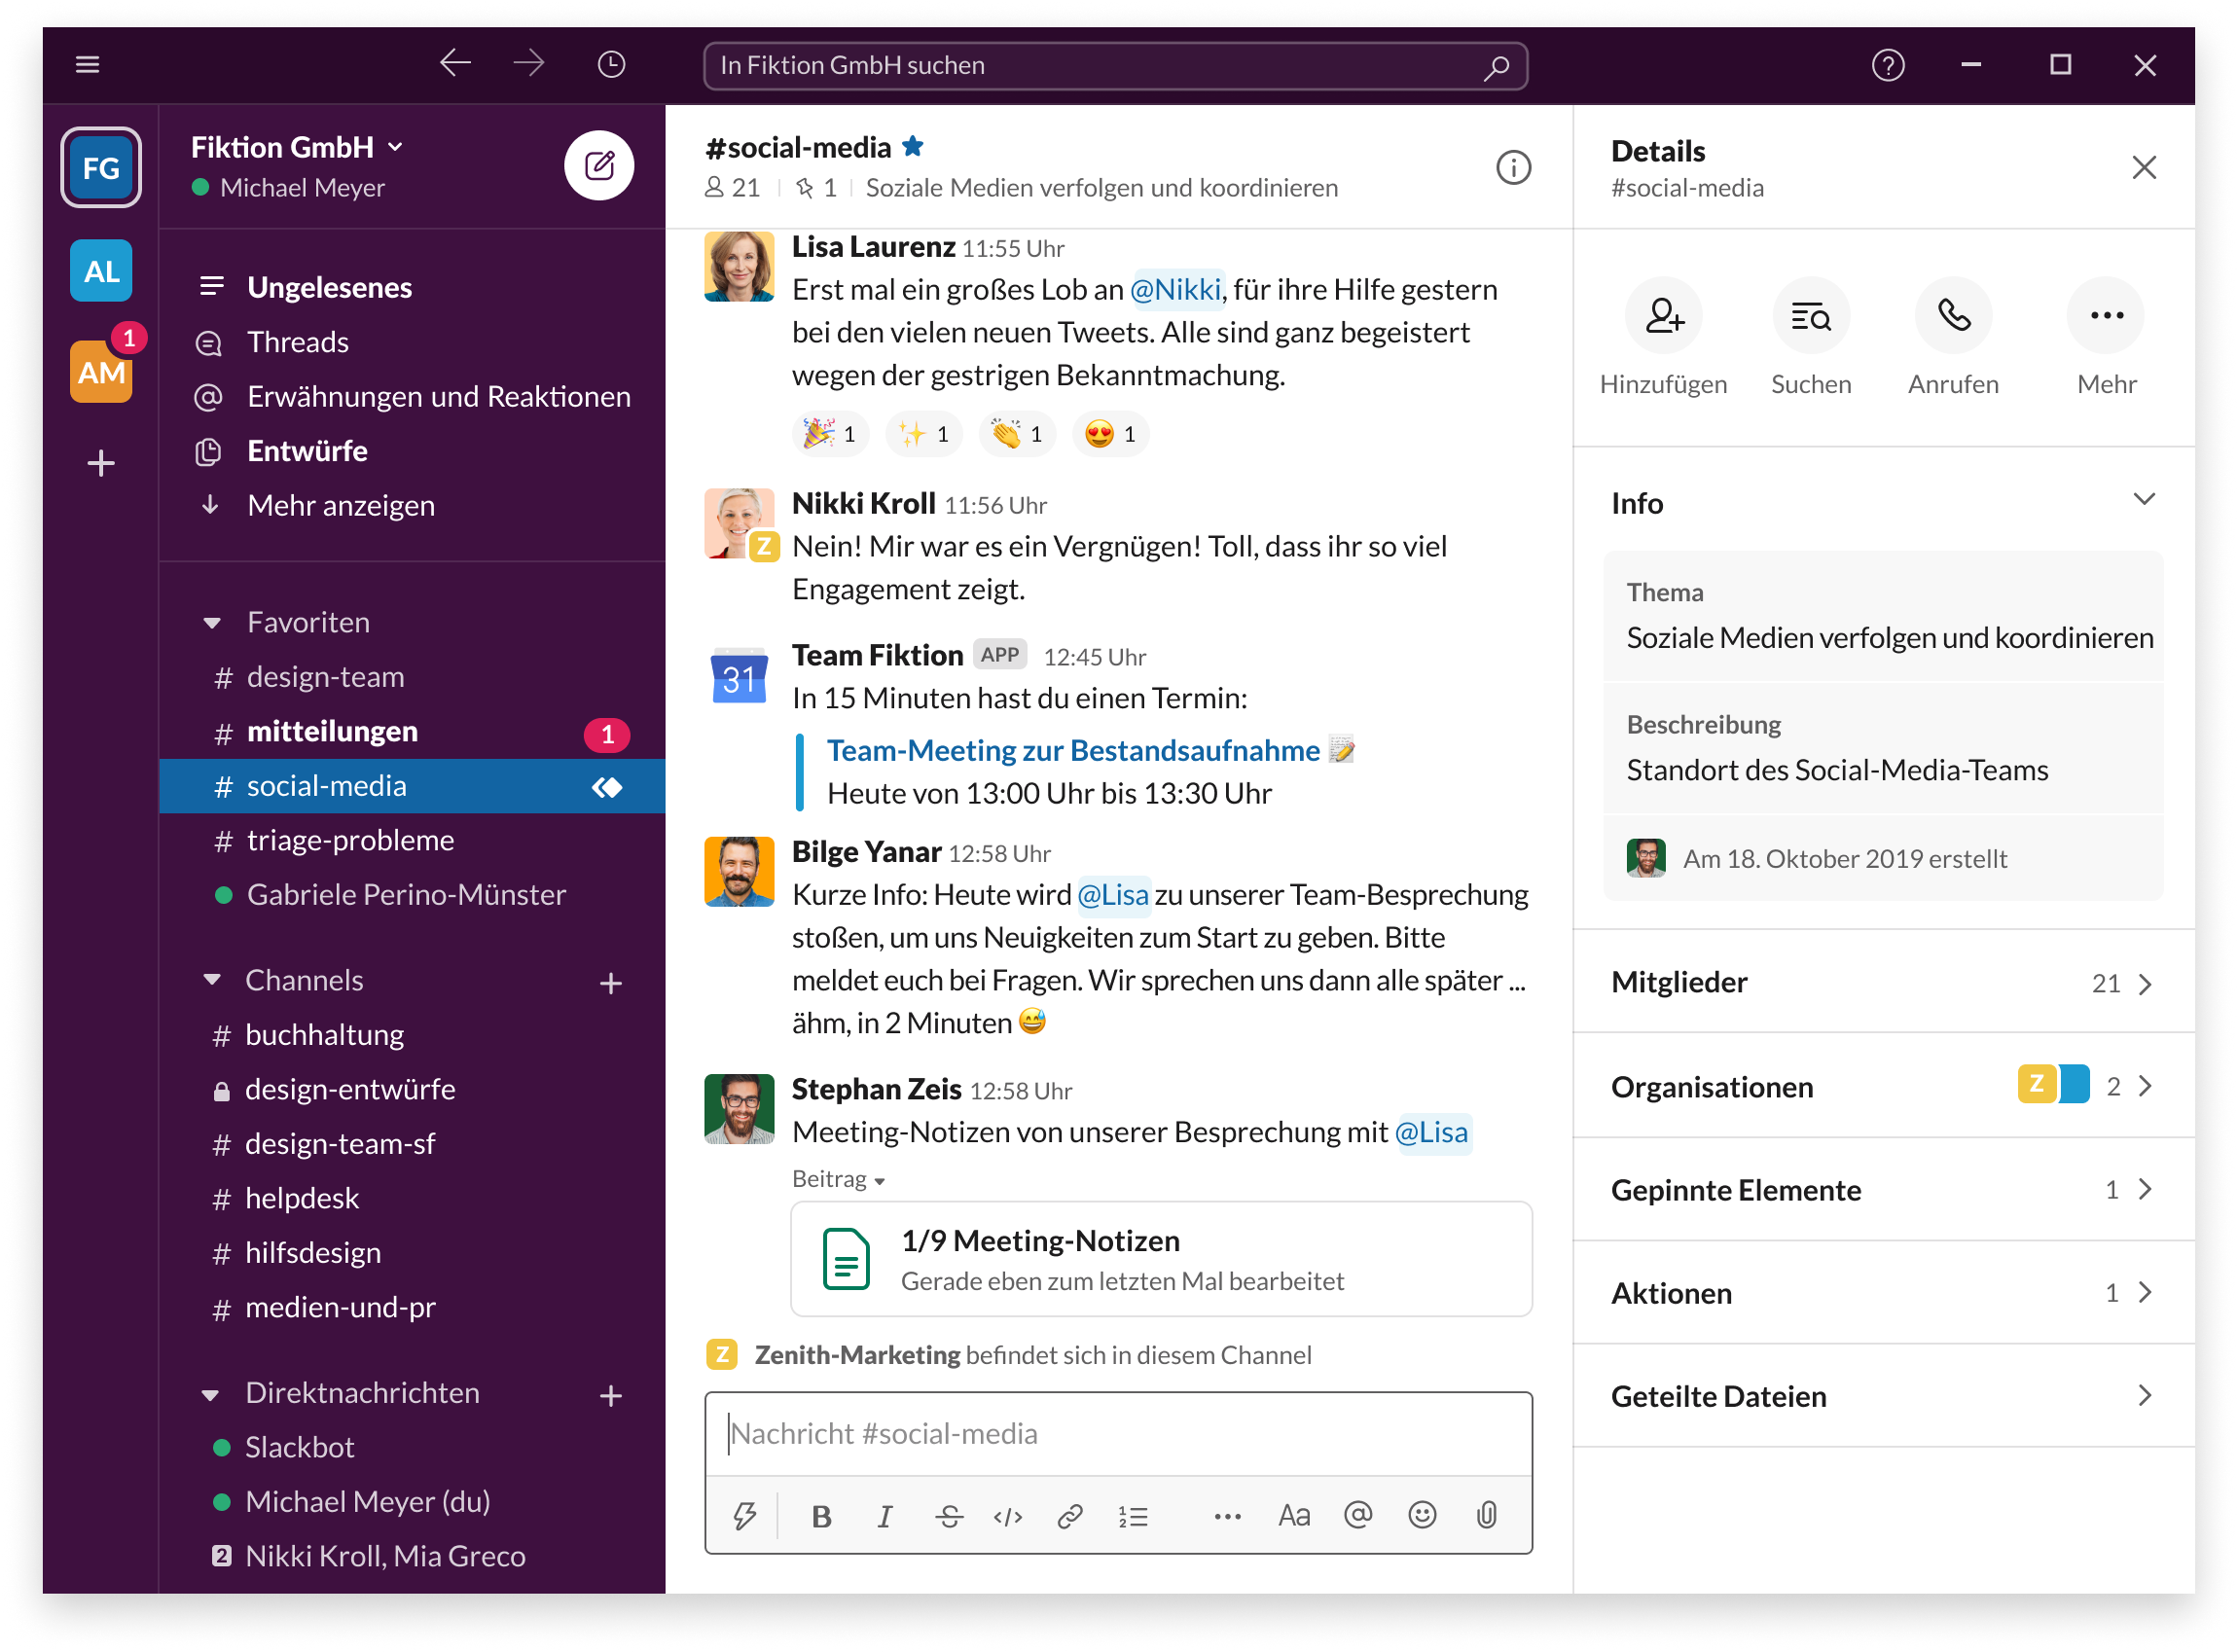 In Fiktion GmbH suchen
FG
AL
1
AM
Fiktion GmbH
Michael Meyer
Ungelesenes
Threads
Erwähnungen und Reaktionen
Entwürfe
Mehr anzeigen
Favoriten
# design-team
# mitteilungen 1
# social-media
# triage-probleme
Gabriele Perino-Münster
Channels
# buchhaltung
design-entwürfe
# design-team-sf
# helpdesk
# hilfsdesign
# medien-und-pr
Direktnachrichten
Slackbot
Michael Meyer (du)
2 Nikki Kroll, Mia Greco
#social-media
21 | 1 | Soziale Medien verfolgen und koordinieren
Lisa Laurenz 11:55 Uhr
Erst mal ein großes Lob an @Nikki, für ihre Hilfe gestern
bei den vielen neuen Tweets. Alle sind ganz begeistert
wegen der gestrigen Bekanntmachung.
🎉 1 ✨ 1 👏 1 😍 1
Nikki Kroll 11:56 Uhr
Z
Nein! Mir war es ein Vergnügen! Toll, dass ihr so viel
Engagement zeigt.
Team Fiktion APP 12:45 Uhr
31
In 15 Minuten hast du einen Termin:
Team-Meeting zur Bestandsaufnahme 📝
Heute von 13:00 Uhr bis 13:30 Uhr
Bilge Yanar 12:58 Uhr
Kurze Info: Heute wird @Lisa zu unserer Team-Besprechung
stoßen, um uns Neuigkeiten zum Start zu geben. Bitte
meldet euch bei Fragen. Wir sprechen uns dann alle später ...
ähm, in 2 Minuten 😅
Stephan Zeis 12:58 Uhr
Meeting-Notizen von unserer Besprechung mit @Lisa
Beitrag
1/9 Meeting-Notizen
Gerade eben zum letzten Mal bearbeitet
Z Zenith-Marketing befindet sich in diesem Channel
Nachricht #social-media
B I S </> Aa @
Details
#social-media
Hinzufügen Suchen Anrufen Mehr
Info
Thema
Soziale Medien verfolgen und koordinieren
Beschreibung
Standort des Social-Media-Teams
Am 18. Oktober 2019 erstellt
Mitglieder 21
Organisationen Z 2
Gepinnte Elemente 1
Aktionen 1
Geteilte Dateien